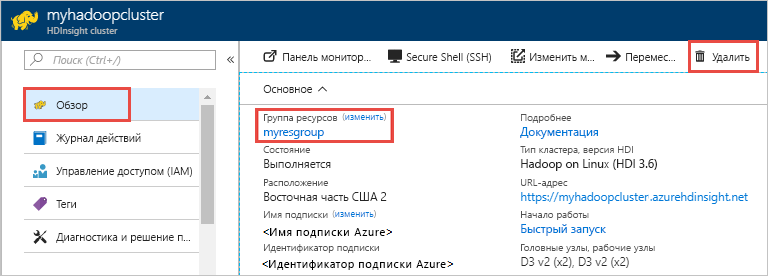 myhadoopcluster
HDInsight cluster
Поиск (Ctrl+/)
«
Обзор
Журнал действий
Управление доступом (IAM)
Теги
Диагностика и решение п...
Панель монитор...
Secure Shell (SSH)
Изменить м...
Перемес...
Удалить
Основное
Группа ресурсов (изменить)
myresgroup
Состояние
Выполняется
Расположение
Восточная часть США 2
Имя подписки (изменить)
<Имя подписки Azure>
Идентификатор подписки
<Идентификатор подписки Azure>
Подробнее
Документация
Тип кластера, версия HDI
Hadoop on Linux (HDI 3.6)
URL-адрес
https://myhadoopcluster.azurehdinsight.net
Начало работы
Быстрый запуск
Головные узлы, рабочие узлы
D3 v2 (x2), D3 v2 (x2)